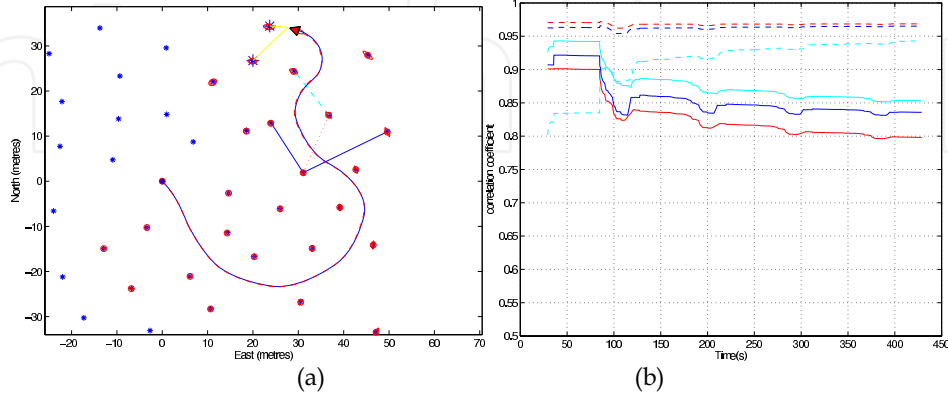 North (metres)
30
20
10
0
−10
−20
−30
−20 −10 0 10 20 30 40 50 60 70
East (metres)
(a)
correlation coefficient
1
0.95
0.9
0.85
0.8
0.75
0.7
0.65
0.6
0.55
0.5
0 50 100 150 200 250 300 350 400 450
Time(s)
(b)